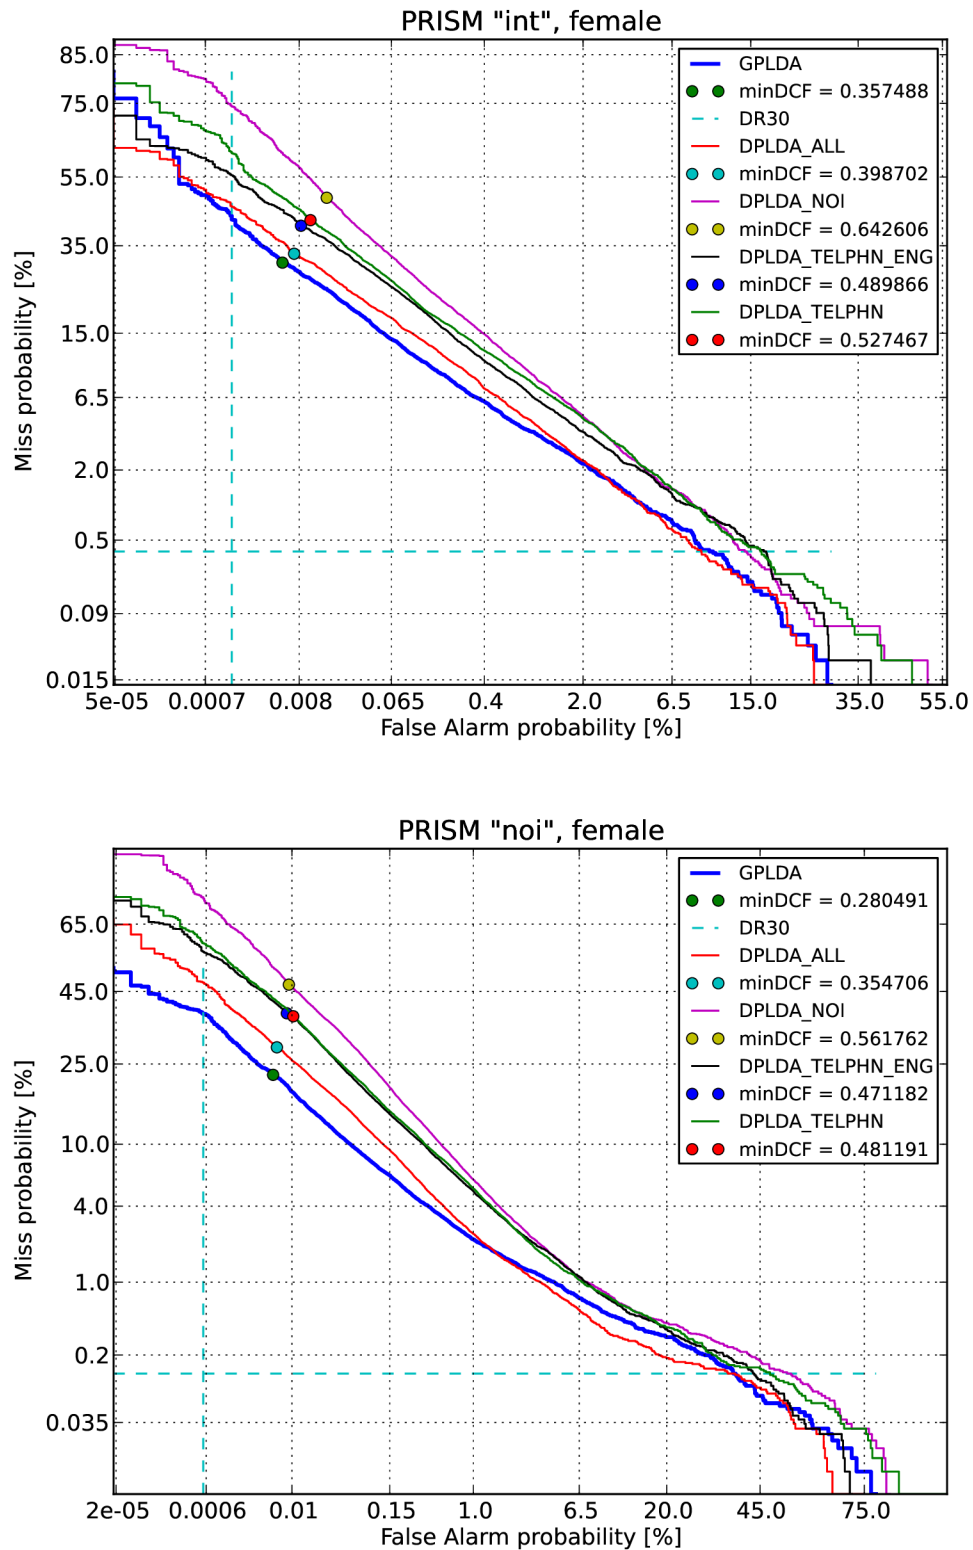 PRISM "int", female
85.0
75.0
55.0
35.0
15.0
6.5
2.0
0.5
0.09
0.015
Miss probability [%]
GPLDA
minDCF = 0.357488
DR30
DPLDA_ALL
minDCF = 0.398702
DPLDA_NOI
minDCF = 0.642606
DPLDA_TELPHN_ENG
minDCF = 0.489866
DPLDA_TELPHN
minDCF = 0.527467
5e-05 0.0007 0.008 0.065 0.4 2.0 6.5 15.0 35.0 55.0
False Alarm probability [%]
PRISM "noi", female
65.0
45.0
25.0
10.0
4.0
1.0
0.2
0.035
Miss probability [%]
GPLDA
minDCF = 0.280491
DR30
DPLDA_ALL
minDCF = 0.354706
DPLDA_NOI
minDCF = 0.561762
DPLDA_TELPHN_ENG
minDCF = 0.471182
DPLDA_TELPHN
minDCF = 0.481191
2e-05 0.0006 0.01 0.15 1.0 6.5 20.0 45.0 75.0
False Alarm probability [%]